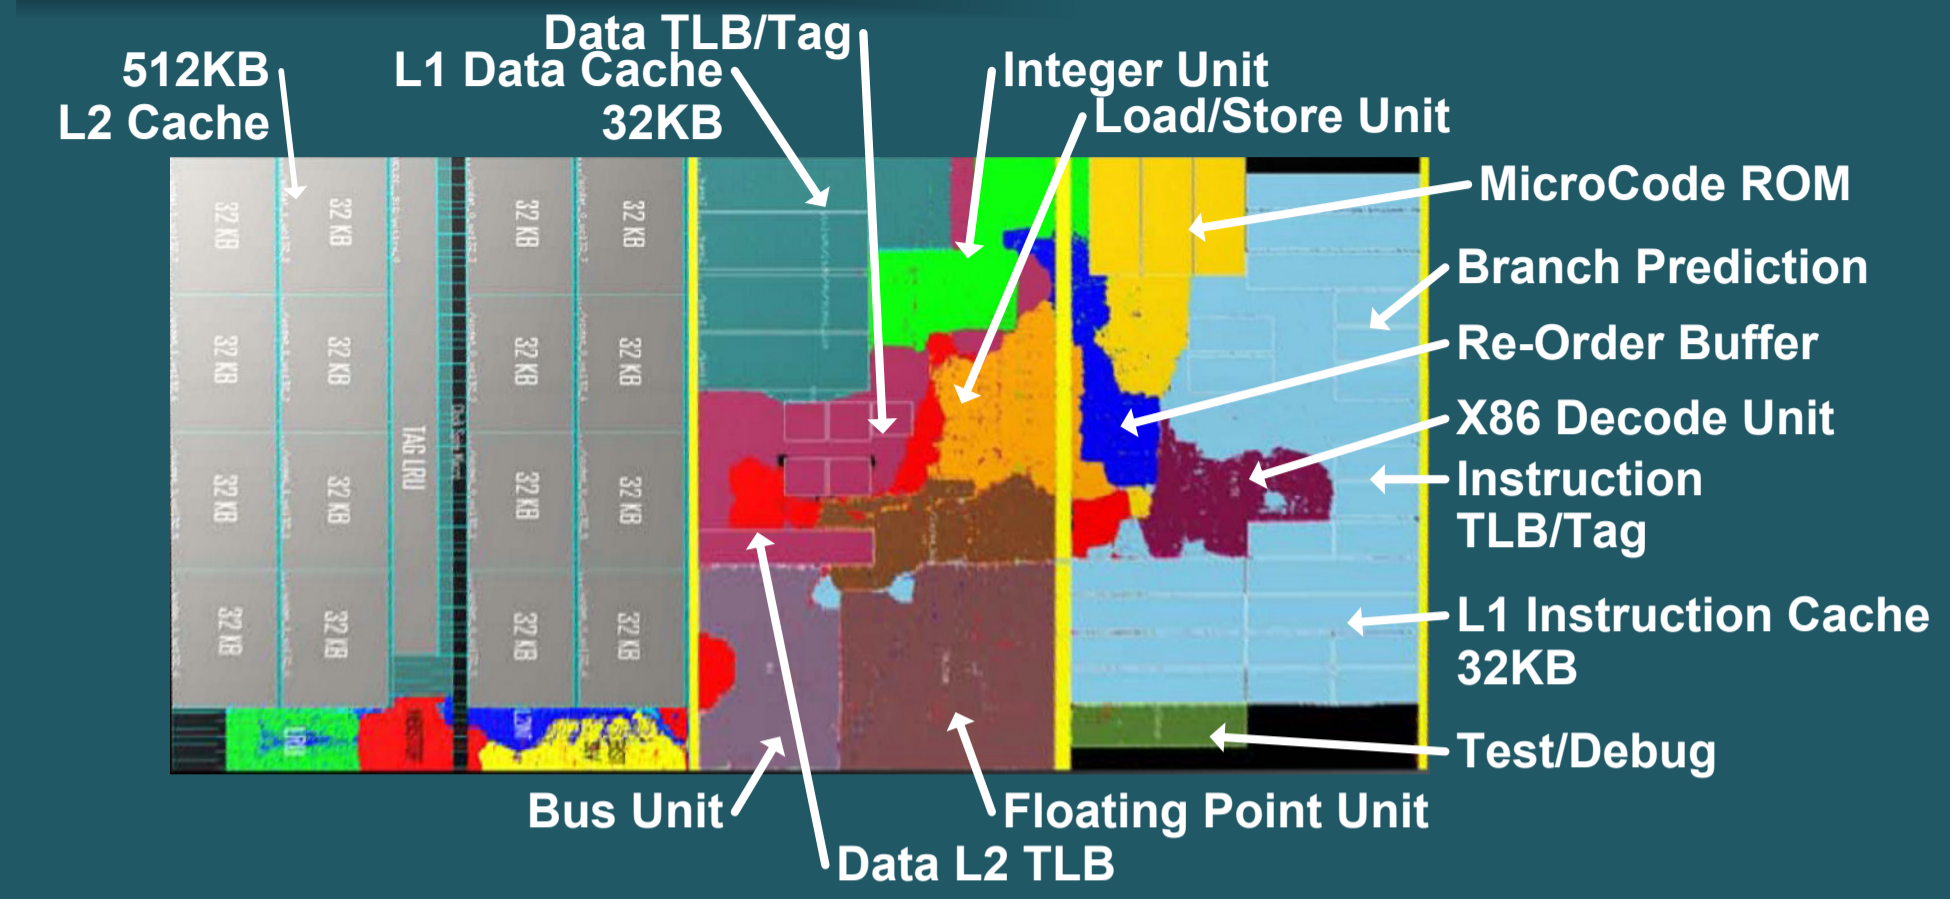 Data TLB/Tag
512KB
L2 Cache
L1 Data Cache
32KB
Integer Unit
Load/Store Unit
MicroCode ROM
Branch Prediction
Re-Order Buffer
X86 Decode Unit
Instruction
TLB/Tag
L1 Instruction Cache
32KB
Test/Debug
Bus Unit
Floating Point Unit
Data L2 TLB
32 KB
32 KB
32 KB
32 KB
32 KB
32 KB
32 KB
32 KB
TAG LRU
32 KB
32 KB
32 KB
32 KB
32 KB
32 KB
32 KB
32 KB
LRU